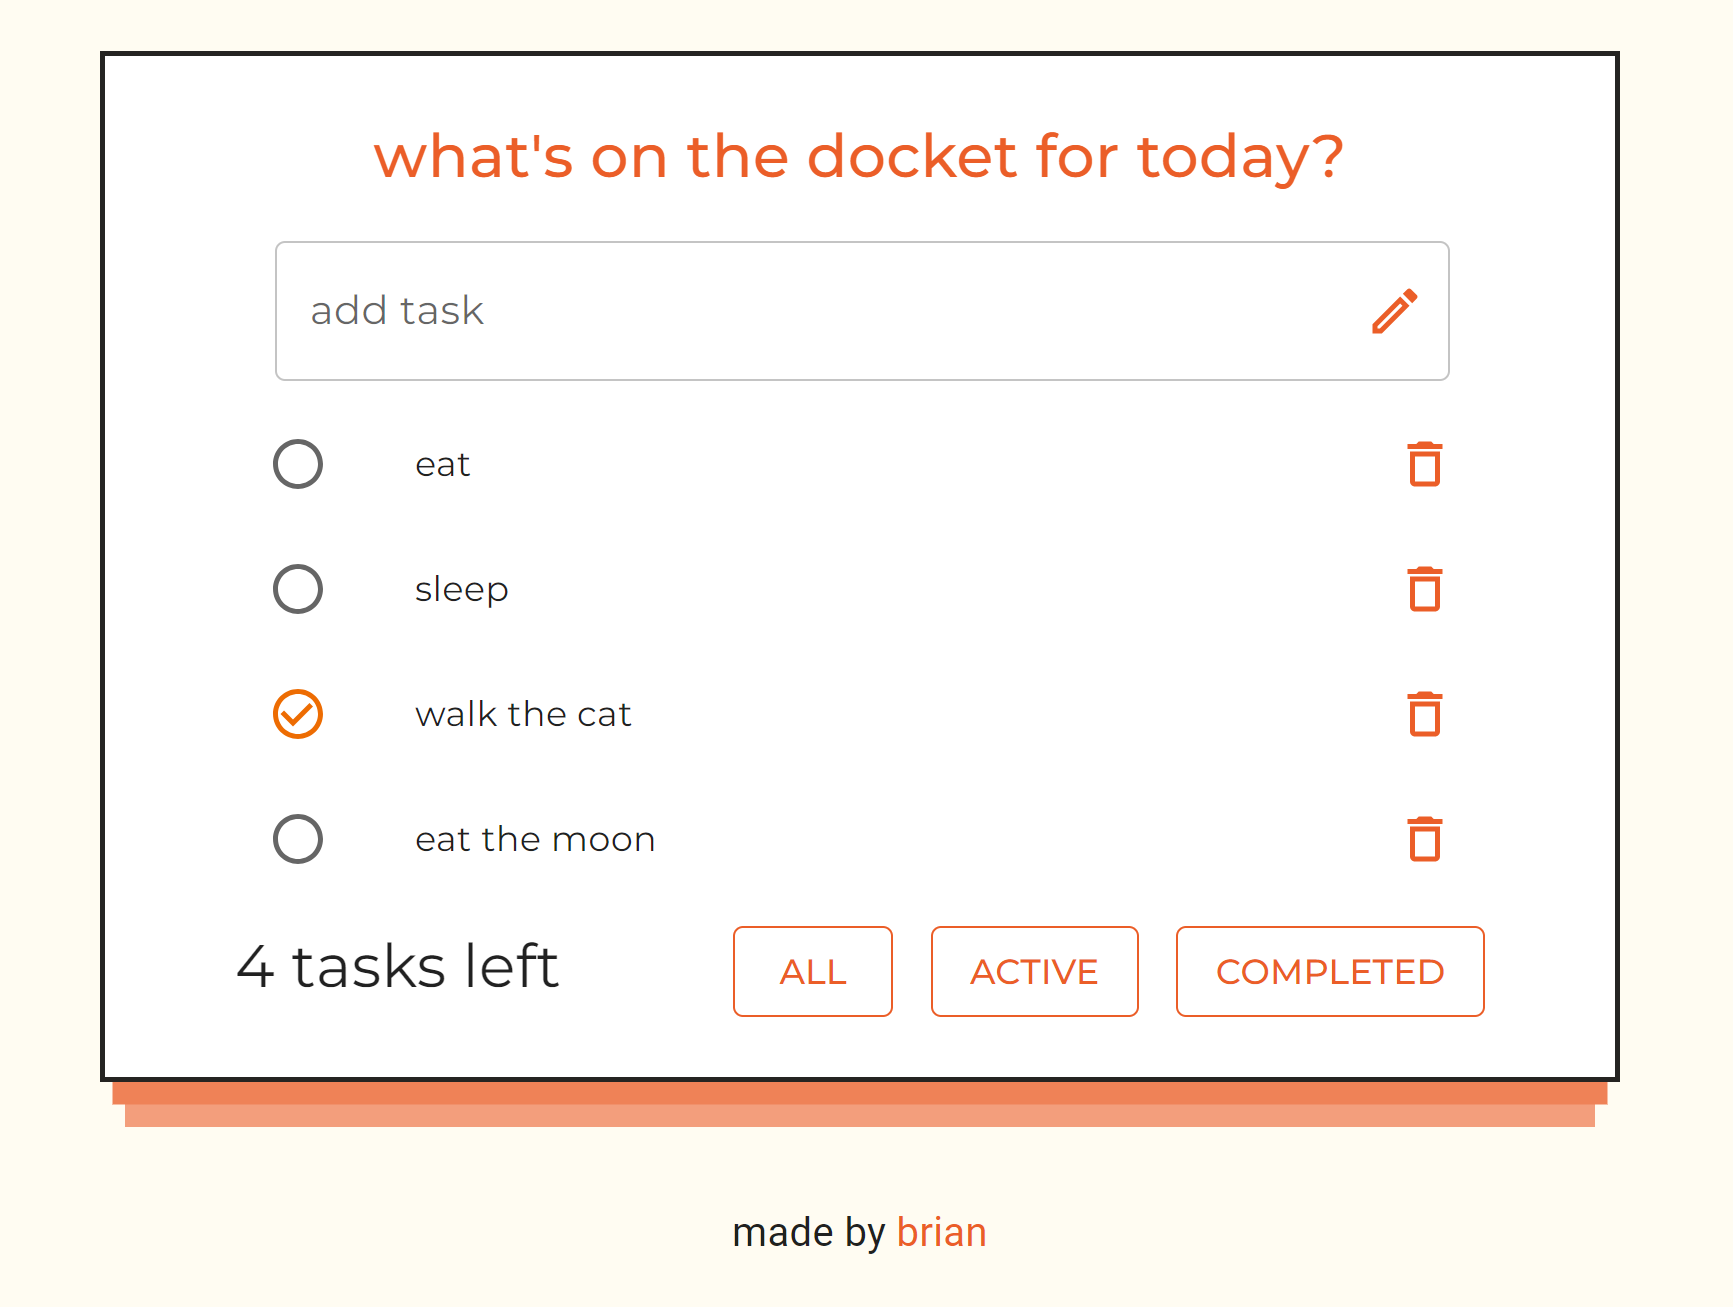 what's on the docket for today?
add task
eat
sleep
walk the cat
eat the moon
4 tasks left
ALL
ACTIVE
COMPLETED
made by brian